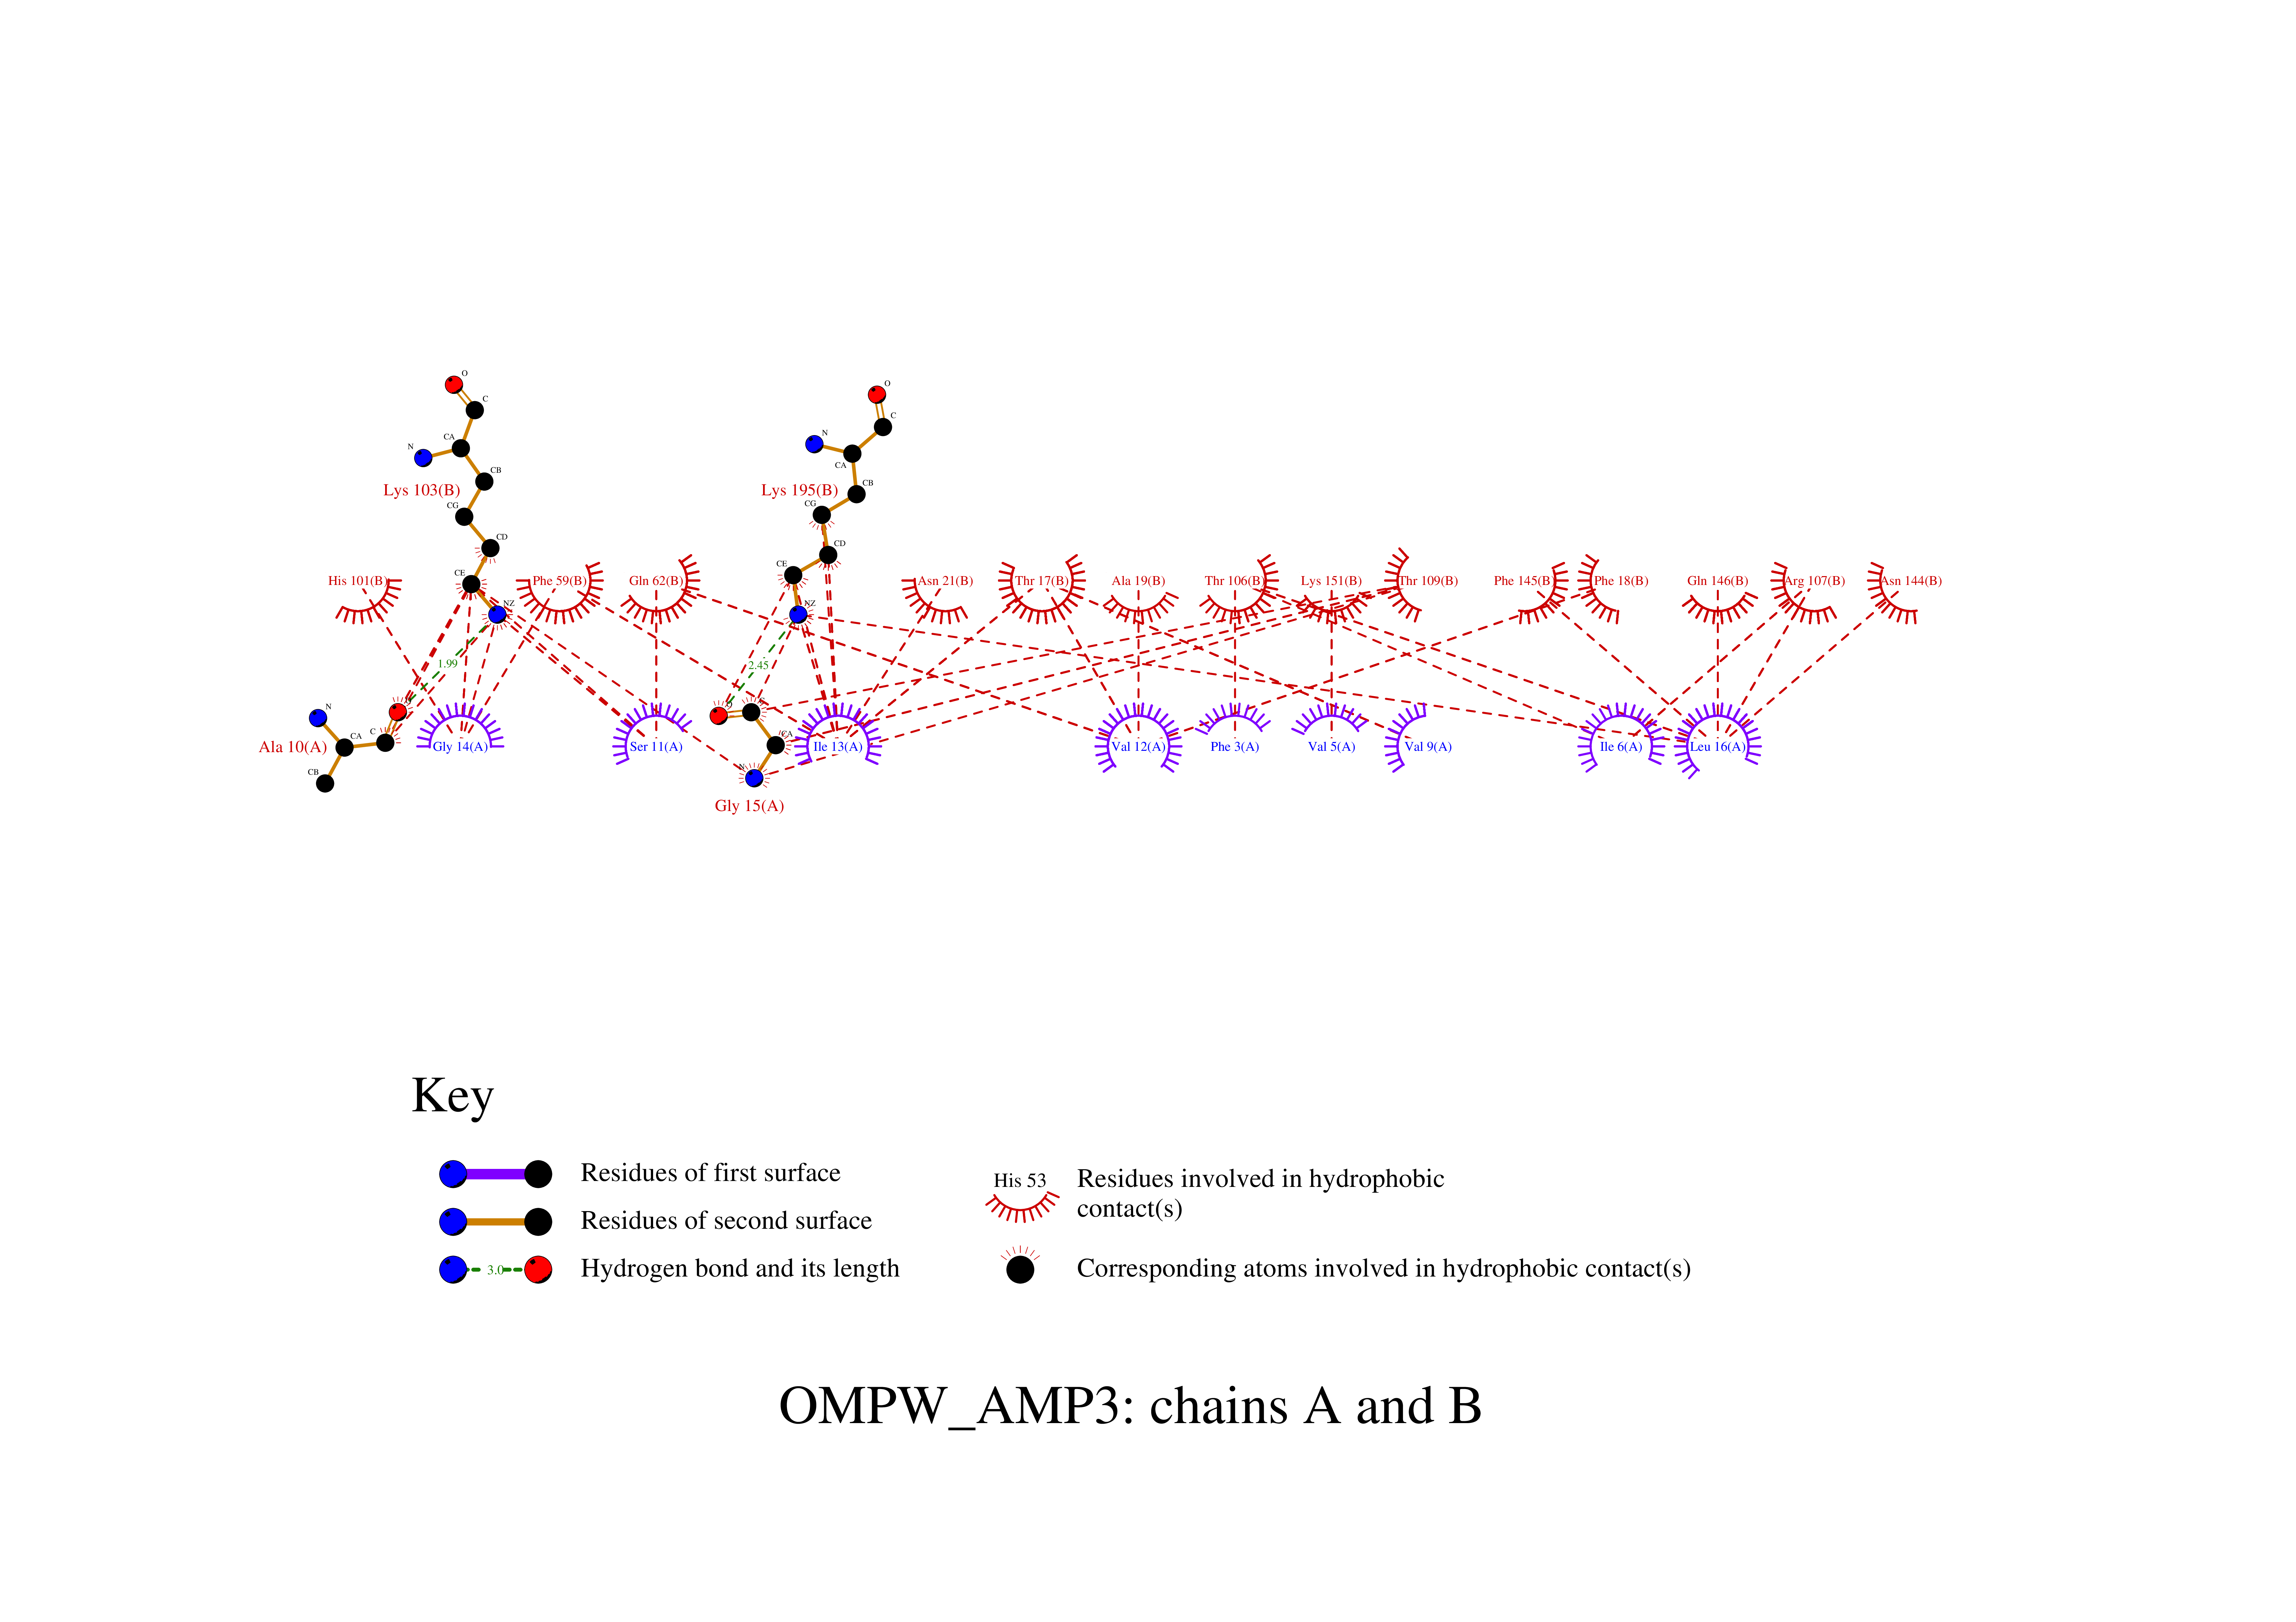 O
C
CA
N
CB
Lys 103(B)
CG
CD
CE
NZ
O
C
N
CA
CB
Lys 195(B)
CG
CD
CE
NZ
His 101(B)
Phe 59(B)
Gln 62(B)
Asn 21(B)
Thr 17(B)
Ala 19(B)
Thr 106(B)
Lys 151(B)
Thr 109(B)
Phe 145(B)
Phe 18(B)
Gln 146(B)
Arg 107(B)
Asn 144(B)
1.99
2.45
N
O
C
CA
CB
Ala 10(A)
Gly 14(A)
Ser 11(A)
O
C
CA
N
Gly 15(A)
Ile 13(A)
Val 12(A)
Phe 3(A)
Val 5(A)
Val 9(A)
Ile 6(A)
Leu 16(A)
Key
Residues of first surface
Residues of second surface
3.0
Hydrogen bond and its length
His 53
Residues involved in hydrophobic
contact(s)
Corresponding atoms involved in hydrophobic contact(s)
OMPW_AMP3: chains A and B